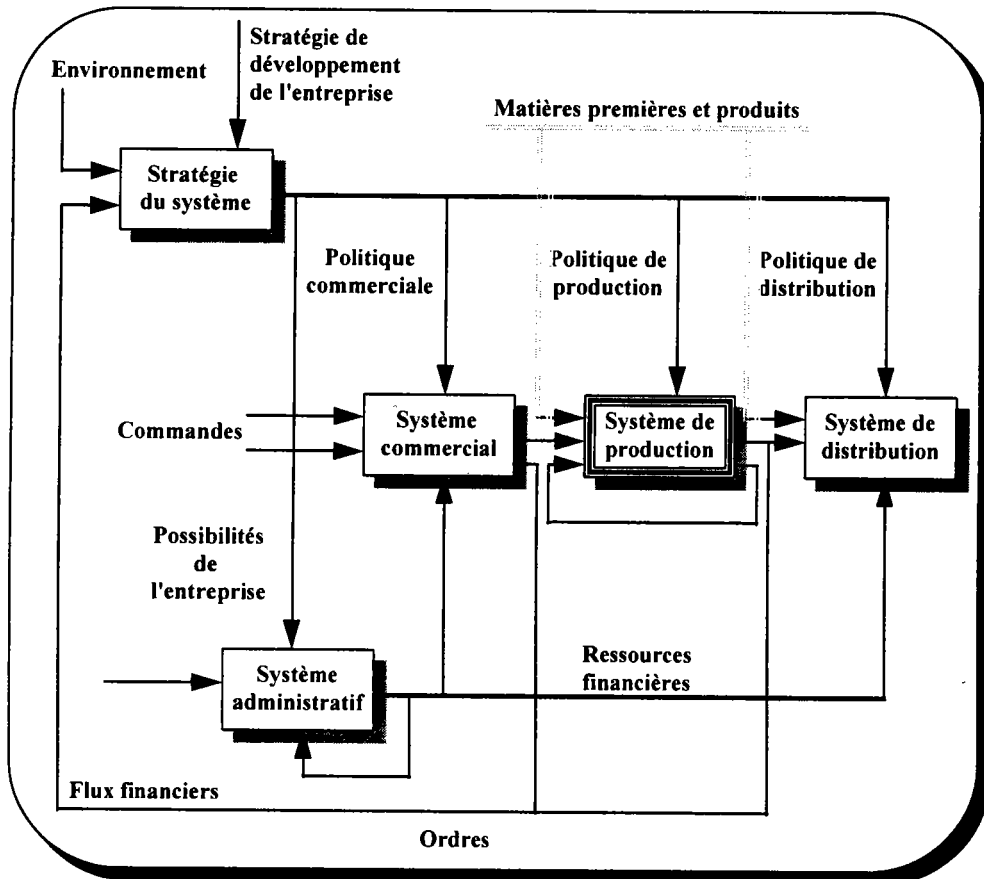 Stratégie de
développement
de l'entreprise
Environnement
Matières premières et produits
Stratégie
du système
Politique
commerciale
Politique de
production
Politique de
distribution
Commandes
Système
commercial
Système de
production
Système de
distribution
Possibilités
de
l'entreprise
Système
administratif
Ressources
financières
Flux financiers
Ordres